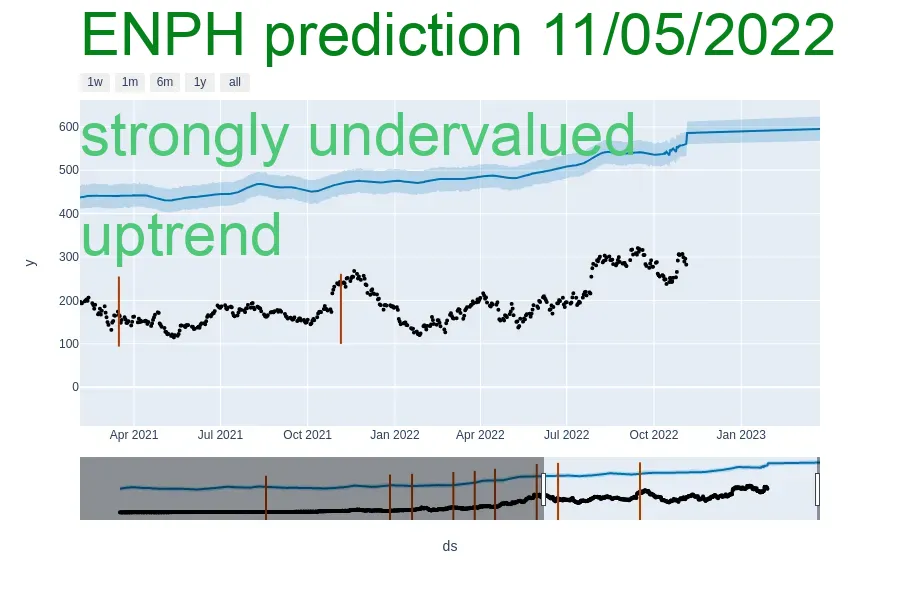 ENPH prediction 11/05/2022
1w 1m 6m 1y all
strongly undervalued
uptrend
600
500
400
300
200
100
0
y
Apr 2021 Jul 2021 Oct 2021 Jan 2022 Apr 2022 Jul 2022 Oct 2022 Jan 2023
ds